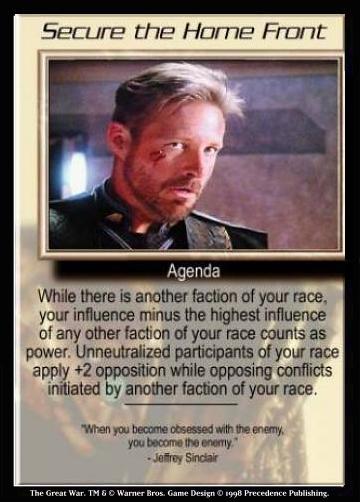 Secure the Home Front
Agenda
While there is another faction of your race,
your influence minus the highest influence
of any other faction of your race counts as
power. Unneutralized participants of your race
apply +2 opposition while opposing conflicts
initiated by another faction of your race.
"When you become obsessed with the enemy,
you become the enemy."
- Jeffrey Sinclair
The Great War. TM & © Warner Bros. Game Design © 1998 Precedence Publishing.